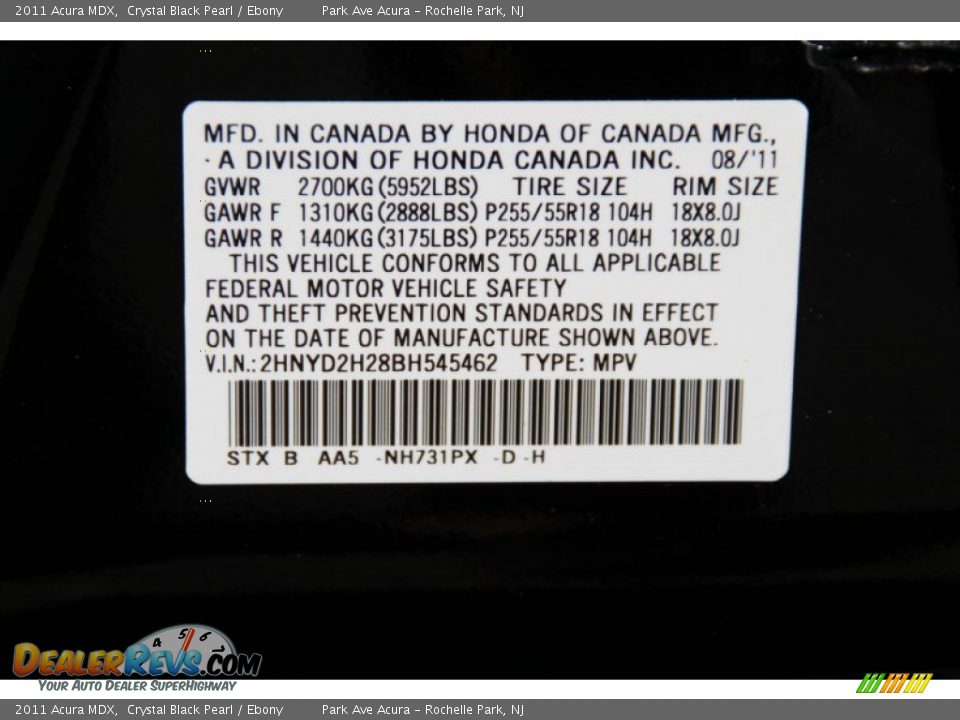 2011 Acura MDX, Crystal Black Pearl / Ebony Park Ave Acura - Rochelle Park, NJ
MFD. IN CANADA BY HONDA OF CANADA MFG.,
A DIVISION OF HONDA CANADA INC. 08/'11
GVWR 2700KG(5952LBS) TIRE SIZE RIM SIZE
GAWR F 1310KG(2888LBS) P255/55R18 104H 18X8.0J
GAWR R 1440KG(3175LBS) P255/55R18 104H 18X8.0J
THIS VEHICLE CONFORMS TO ALL APPLICABLE
FEDERAL MOTOR VEHICLE SAFETY
AND THEFT PREVENTION STANDARDS IN EFFECT
ON THE DATE OF MANUFACTURE SHOWN ABOVE.
V.I.N.: 2HNYD2H28BH545462 TYPE: MPV
STX B AA5 -NH731PX -D -H
4 5 6
DEALERREVS.COM
YOUR AUTO DEALER SUPERHIGHWAY
2011 Acura MDX, Crystal Black Pearl / Ebony Park Ave Acura - Rochelle Park, NJ